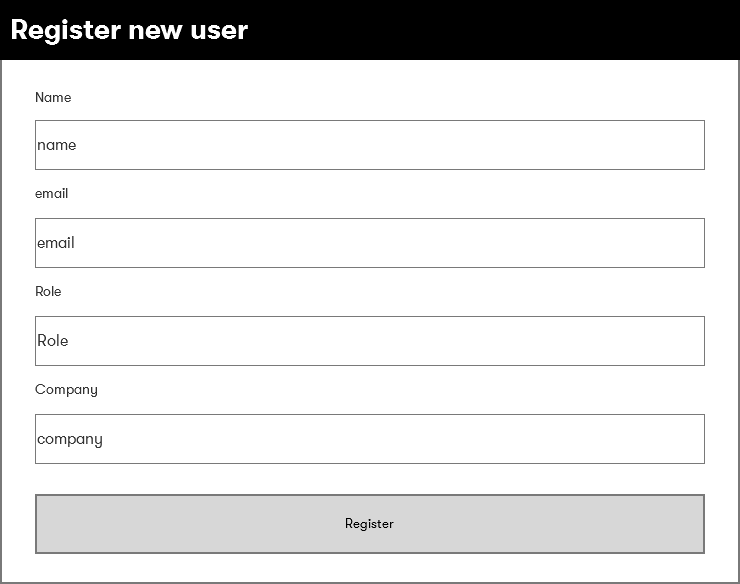 Register new user
Name
name
email
email
Role
Role
Company
company
Register